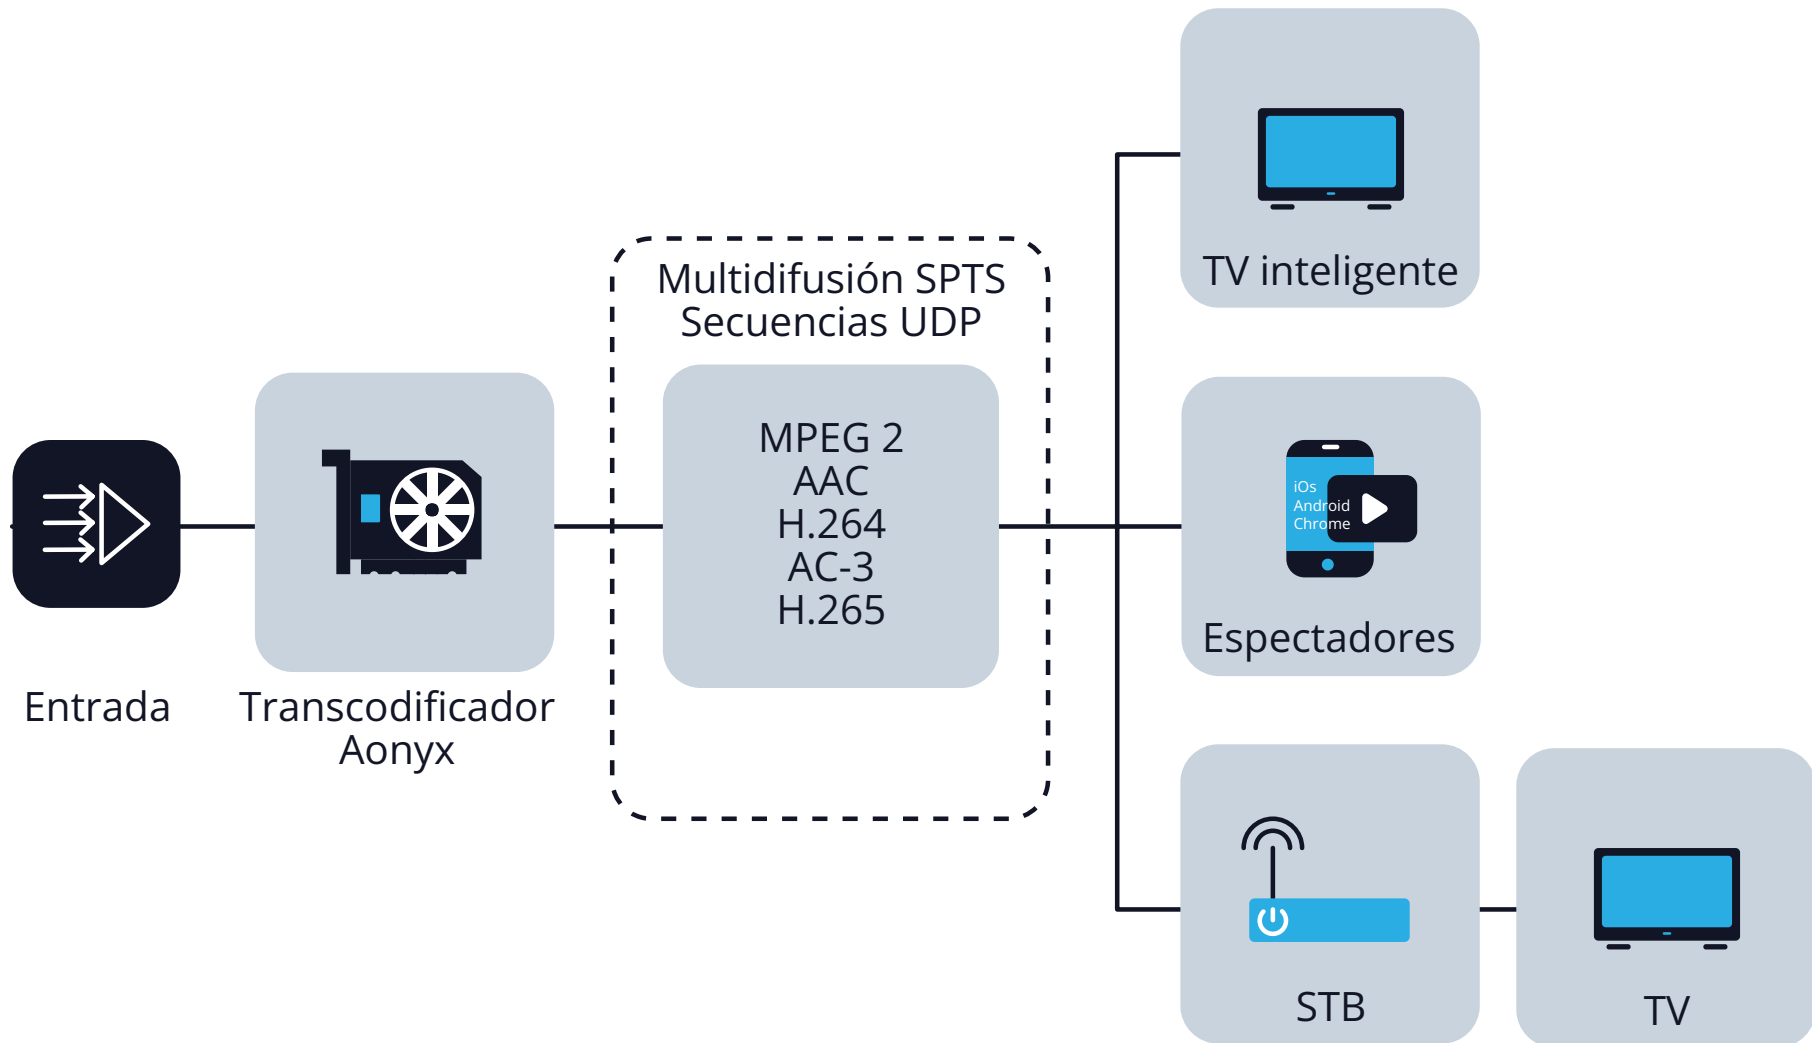 Entrada
Transcodificador
Aonyx
Multidifusión SPTS
Secuencias UDP
MPEG 2
AAC
H.264
AC-3
H.265
TV inteligente
iOs
Android
Chrome
Espectadores
STB
TV